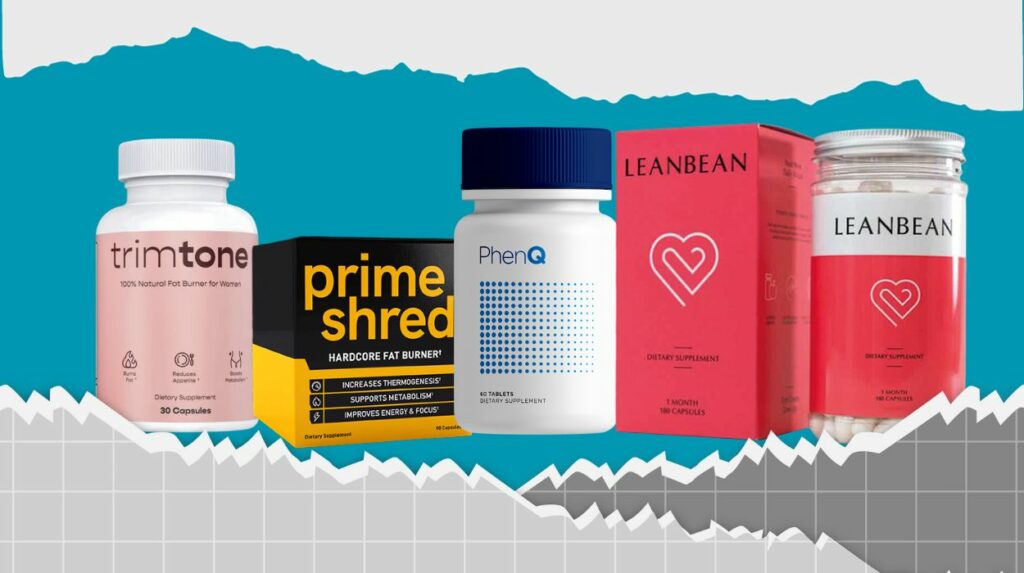 trimtone
100% Natural Fat Burner for Women
Burns
Fat
Reduces
Appetite
Boosts
Metabolism
Dietary Supplement
30 Capsules
prime
shred
HARDCORE FAT BURNER†
INCREASES THERMOGENESIS†
SUPPORTS METABOLISM†
IMPROVES ENERGY & FOCUS†
Dietary Supplement
90 Capsules
PhenQ
60 TABLETS
DIETARY SUPPLEMENT
LEANBEAN
DIETARY SUPPLEMENT
1 MONTH
180 CAPSULES
LEANBEAN
DIETARY SUPPLEMENT
1 MONTH
180 CAPSULES